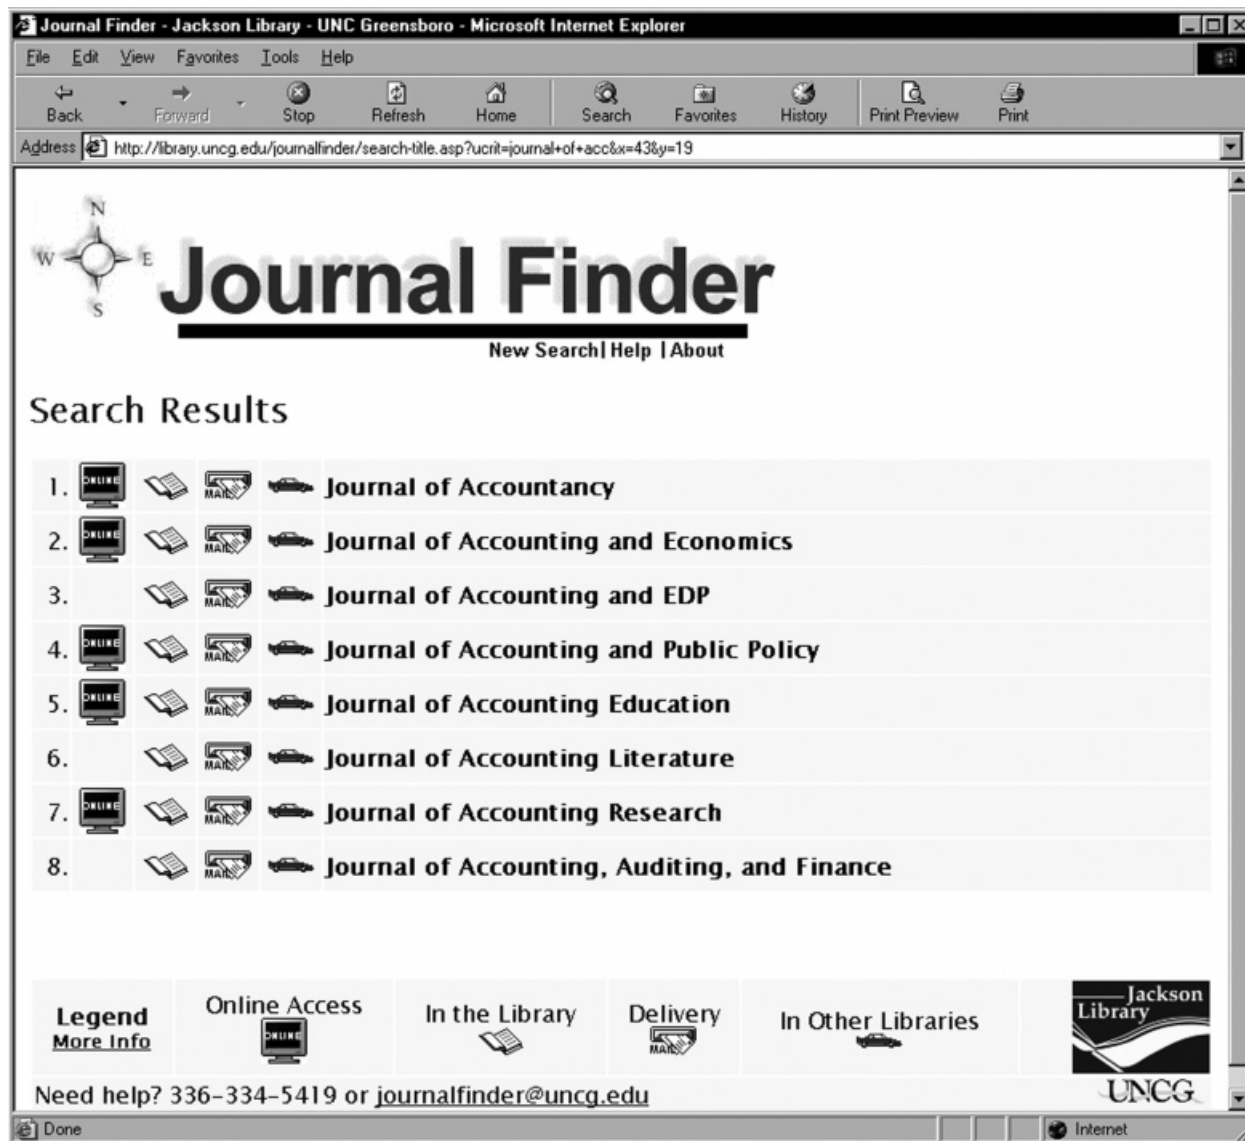 Journal Finder - Jackson Library - UNC Greensboro - Microsoft Internet Explorer
File Edit View Favorites Tools Help
Back Forward Stop Refresh Home Search Favorites History Print Preview Print
Address http://library.uncg.edu/journalfinder/search-title.asp?ucrit=journal+of+acc&x=43&y=19
N
W E
S
Journal Finder
New Search| Help | About
Search Results
1. ONLINE MAIL Journal of Accountancy
2. ONLINE MAIL Journal of Accounting and Economics
3. MAIL Journal of Accounting and EDP
4. ONLINE MAIL Journal of Accounting and Public Policy
5. ONLINE MAIL Journal of Accounting Education
6. MAIL Journal of Accounting Literature
7. ONLINE MAIL Journal of Accounting Research
8. MAIL Journal of Accounting, Auditing, and Finance
Legend
More Info
Online Access
ONLINE
In the Library
Delivery
MAIL
In Other Libraries
Jackson
Library
Need help? 336-334-5419 or journalfinder@uncg.edu
UNCG
Done Internet